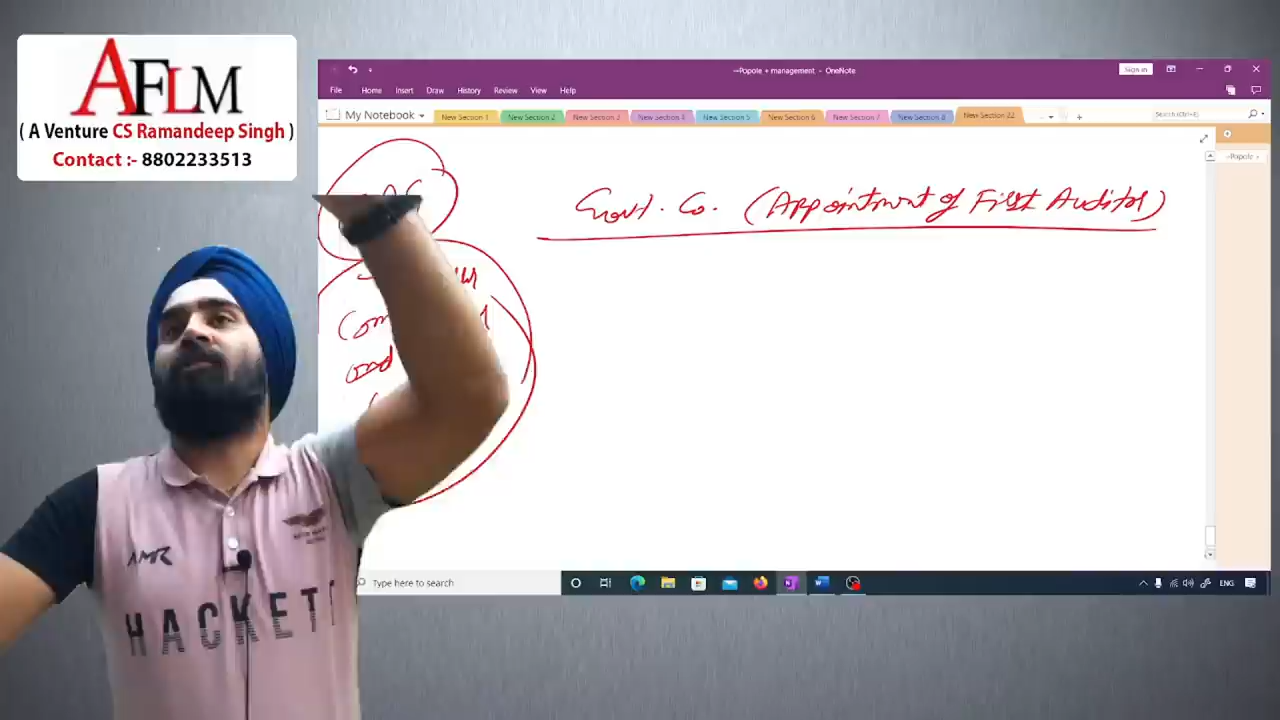 AFLM
( A Venture CS Ramandeep Singh )
Contact :- 8802233513
~Popole + management - OneNote
Sign in
File Home Insert Draw History Review View Help
My Notebook
New Section 1
New Section 2
New Section 3
New Section 4
New Section 5
New Section 6
New Section 7
New Section 8
New Section 22
Search (Ctrl+E)
~Popole +
Govt. Co. (Appointment of First Auditor)
AMR
HACKETT
Type here to search
ENG